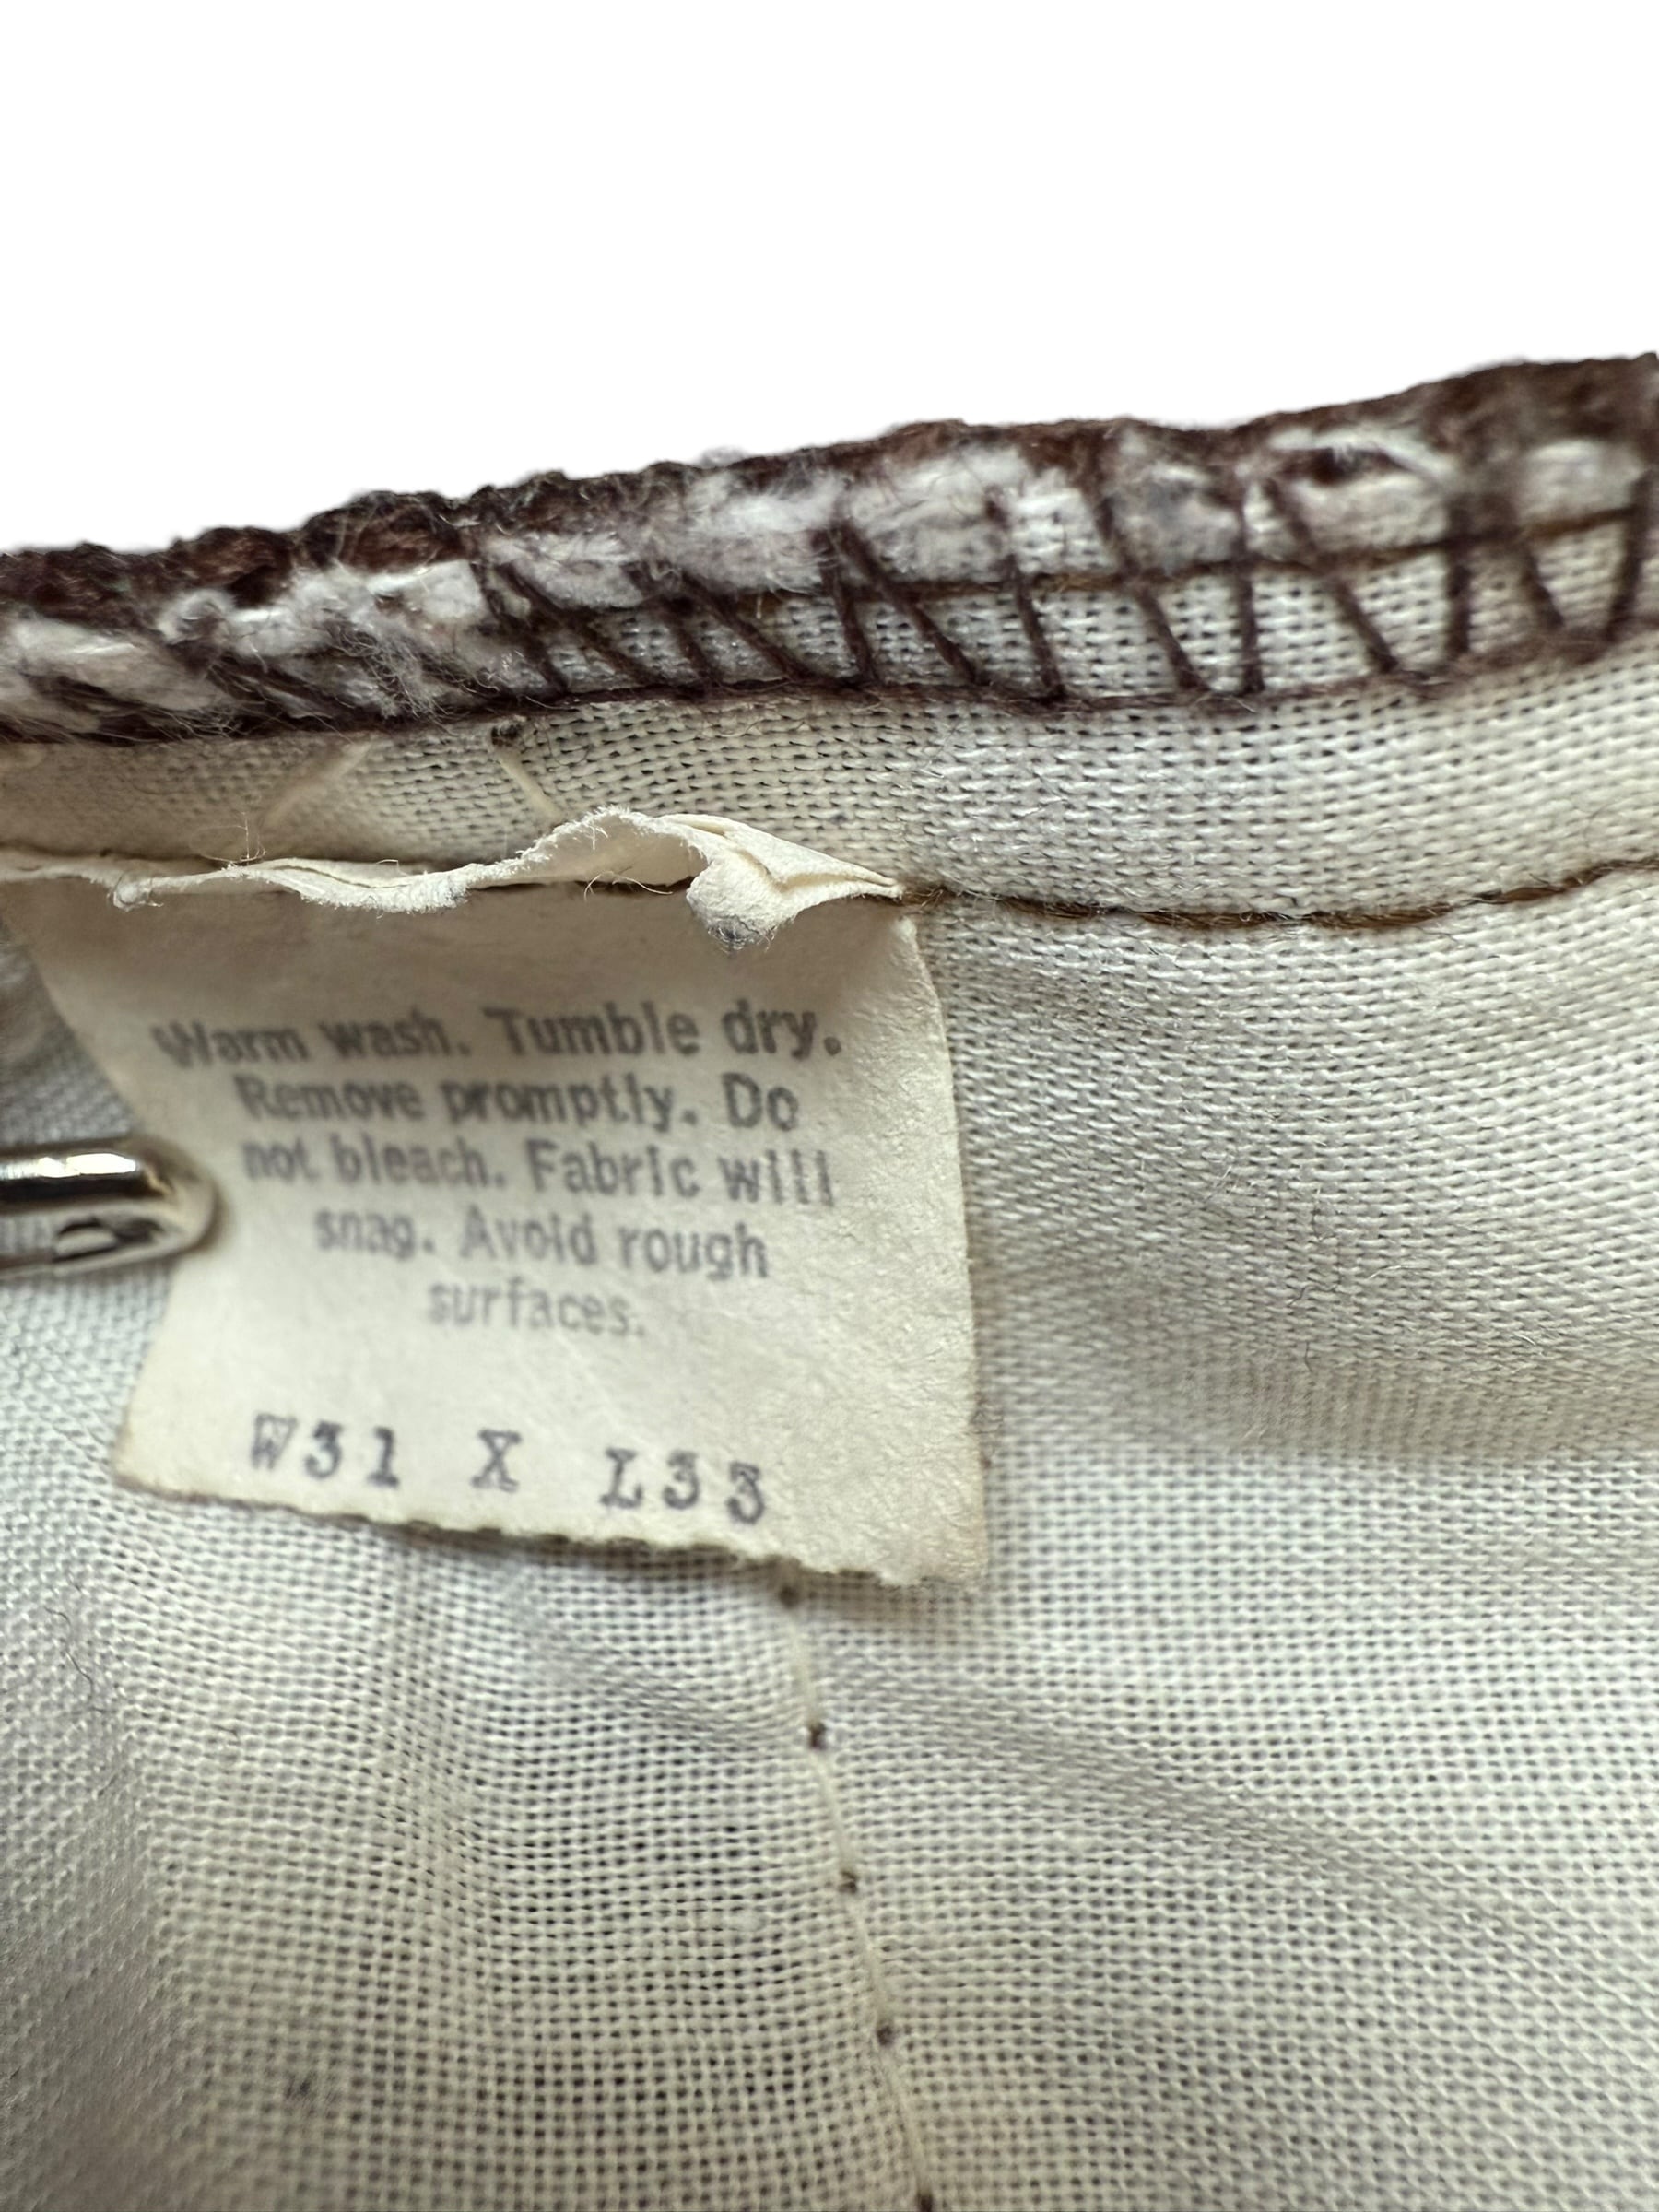 Warm wash. Tumble dry.
Remove promptly. Do
not bleach. Fabric will
snag. Avoid rough
surfaces.
W31 X L33